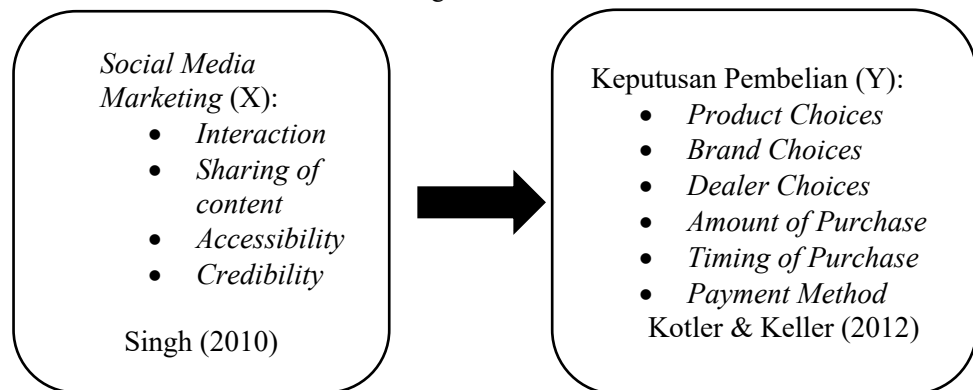 Social Media
Marketing (X):
• Interaction
• Sharing of
content
• Accessibility
• Credibility
Singh (2010)
Keputusan Pembelian (Y):
• Product Choices
• Brand Choices
• Dealer Choices
• Amount of Purchase
• Timing of Purchase
• Payment Method
Kotler & Keller (2012)